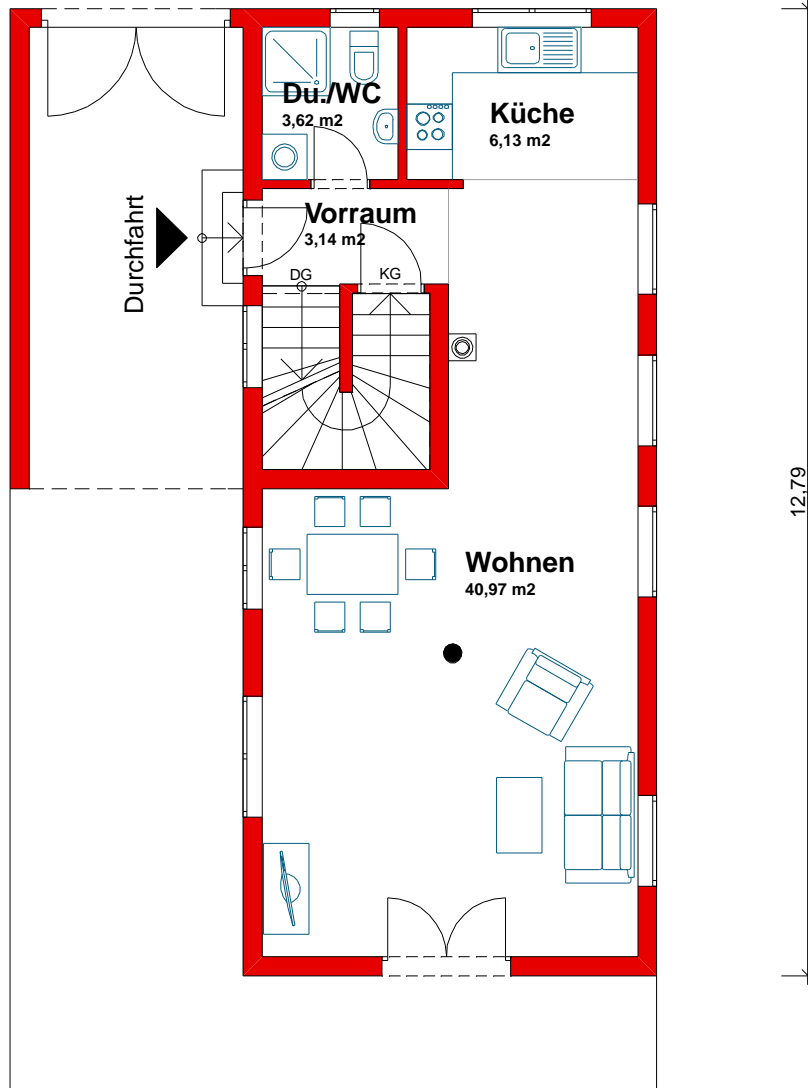 Du./WC
3,62 m2
Küche
6,13 m2
Durchfahrt
Vorraum
3,14 m2
DG
KG
12,79
Wohnen
40,97 m2